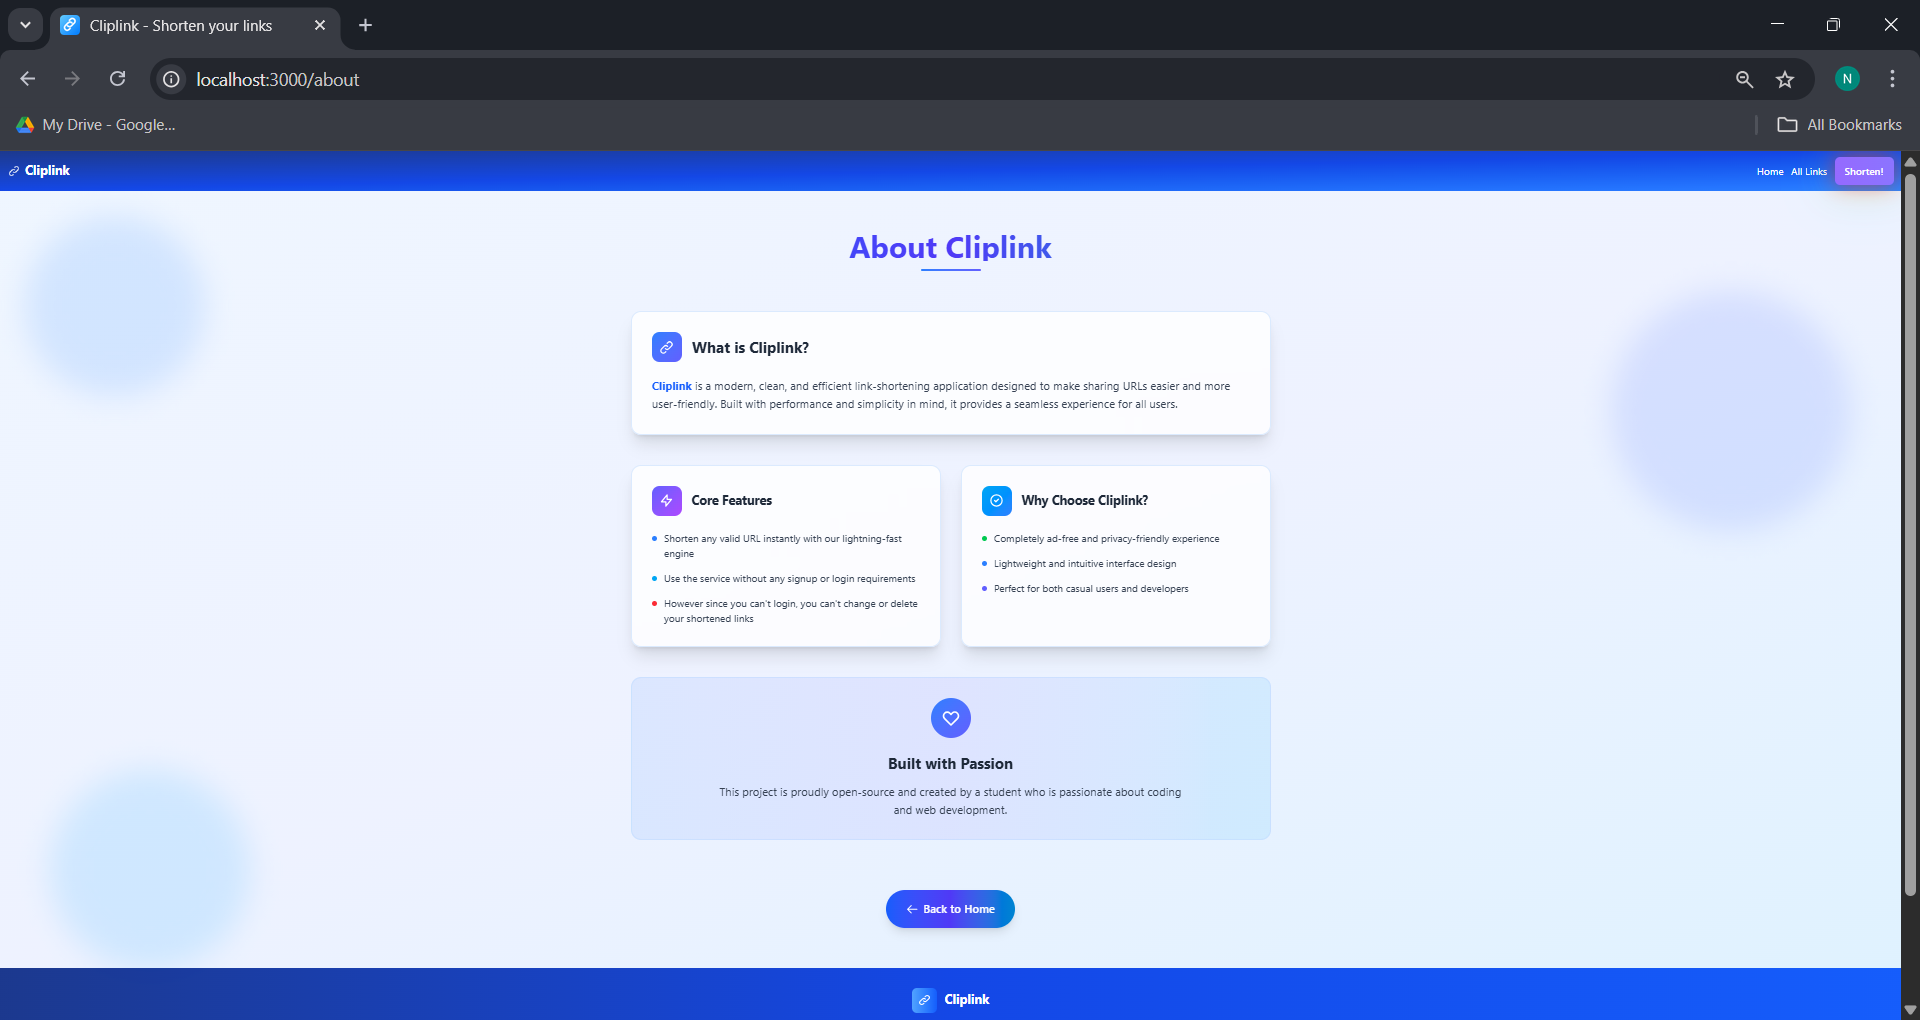 Cliplink - Shorten your links
localhost:3000/about
N
My Drive - Google...
All Bookmarks
Cliplink
Home All Links Shorten!
About Cliplink
What is Cliplink?
Cliplink is a modern, clean, and efficient link-shortening application designed to make sharing URLs easier and more
user-friendly. Built with performance and simplicity in mind, it provides a seamless experience for all users.
Core Features
Shorten any valid URL instantly with our lightning-fast
engine
Use the service without any signup or login requirements
However since you can't login, you can't change or delete
your shortened links
Why Choose Cliplink?
Completely ad-free and privacy-friendly experience
Lightweight and intuitive interface design
Perfect for both casual users and developers
Built with Passion
This project is proudly open-source and created by a student who is passionate about coding
and web development.
Back to Home
Cliplink